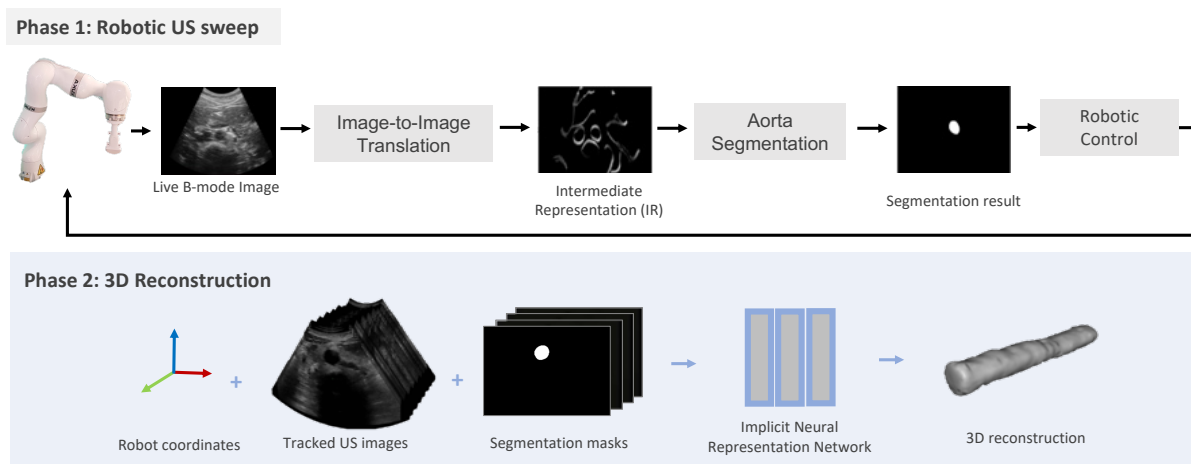 Phase 1: Robotic US sweep
Live B-mode Image
Image-to-Image
Translation
Intermediate
Representation (IR)
Aorta
Segmentation
Segmentation result
Robotic
Control
Phase 2: 3D Reconstruction
+
+
Robot coordinates
Tracked US images
Segmentation masks
Implicit Neural
Representation Network
3D reconstruction